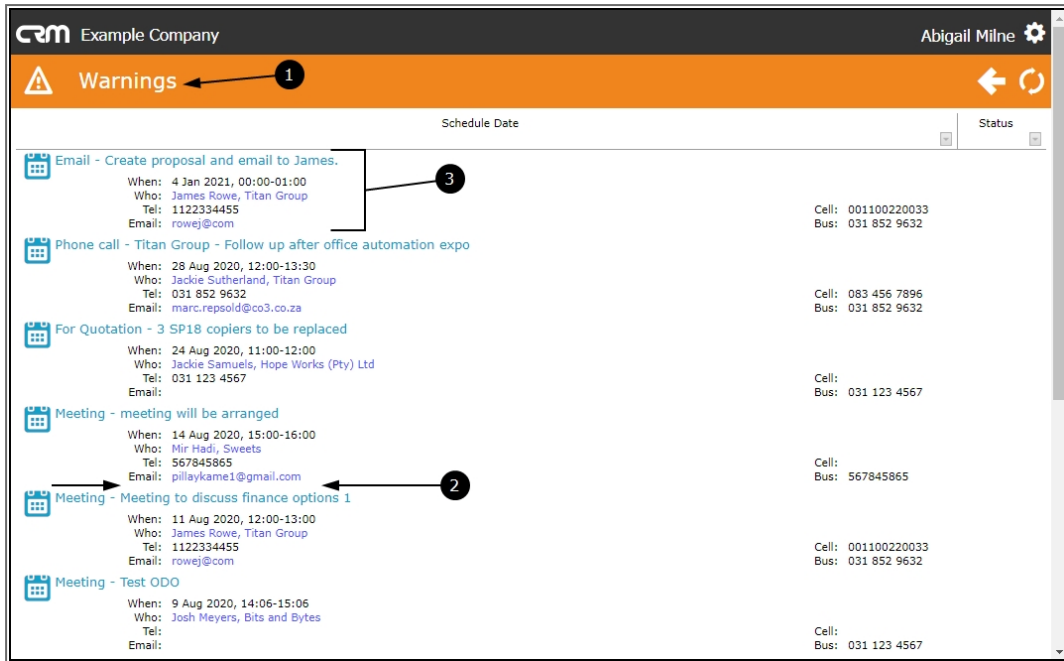 CRM Example Company Abigail Milne
Warnings 1
Schedule Date Status
Email - Create proposal and email to James.
When: 4 Jan 2021, 00:00-01:00
3
Who: James Rowe, Titan Group
Tel: 1122334455 Cell: 001100220033
Email: rowej@com Bus: 031 852 9632
Phone call - Titan Group - Follow up after office automation expo
When: 28 Aug 2020, 12:00-13:30
Who: Jackie Sutherland, Titan Group
Tel: 031 852 9632 Cell: 083 456 7896
Email: marc.repsold@co3.co.za Bus: 031 852 9632
For Quotation - 3 SP18 copiers to be replaced
When: 24 Aug 2020, 11:00-12:00
Who: Jackie Samuels, Hope Works (Pty) Ltd
Tel: 031 123 4567 Cell:
Email: Bus: 031 123 4567
Meeting - meeting will be arranged
When: 14 Aug 2020, 15:00-16:00
Who: Mir Hadi, Sweets
Tel: 567845865 Cell:
Email: pillaykame1@gmail.com Bus: 567845865
2
Meeting - Meeting to discuss finance options 1
When: 11 Aug 2020, 12:00-13:00
Who: James Rowe, Titan Group
Tel: 1122334455 Cell: 001100220033
Email: rowej@com Bus: 031 852 9632
Meeting - Test ODO
When: 9 Aug 2020, 14:06-15:06
Who: Josh Meyers, Bits and Bytes
Tel: Cell:
Email: Bus: 031 123 4567